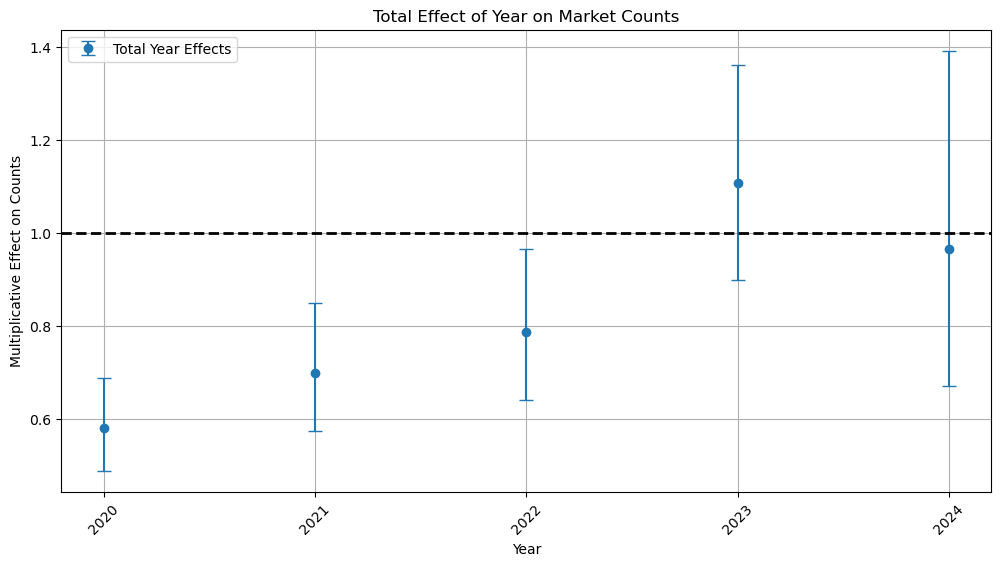 Total Effect of Year on Market Counts
Total Year Effects
Multiplicative Effect on Counts
1.4
1.2
1.0
0.8
0.6
2020
2021
2022
2023
2024
Year